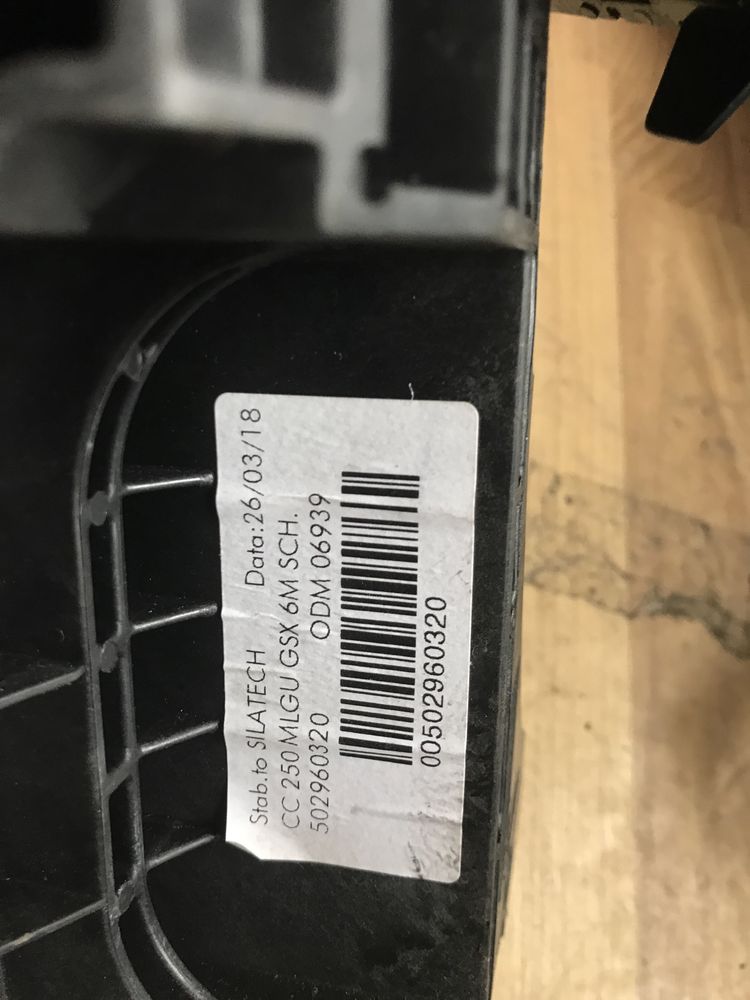 Stab.to SILATECH Data:26/03/18
CC 250 MLGU GSX 6M SCH.
502960320 ODM 06939
00502960320